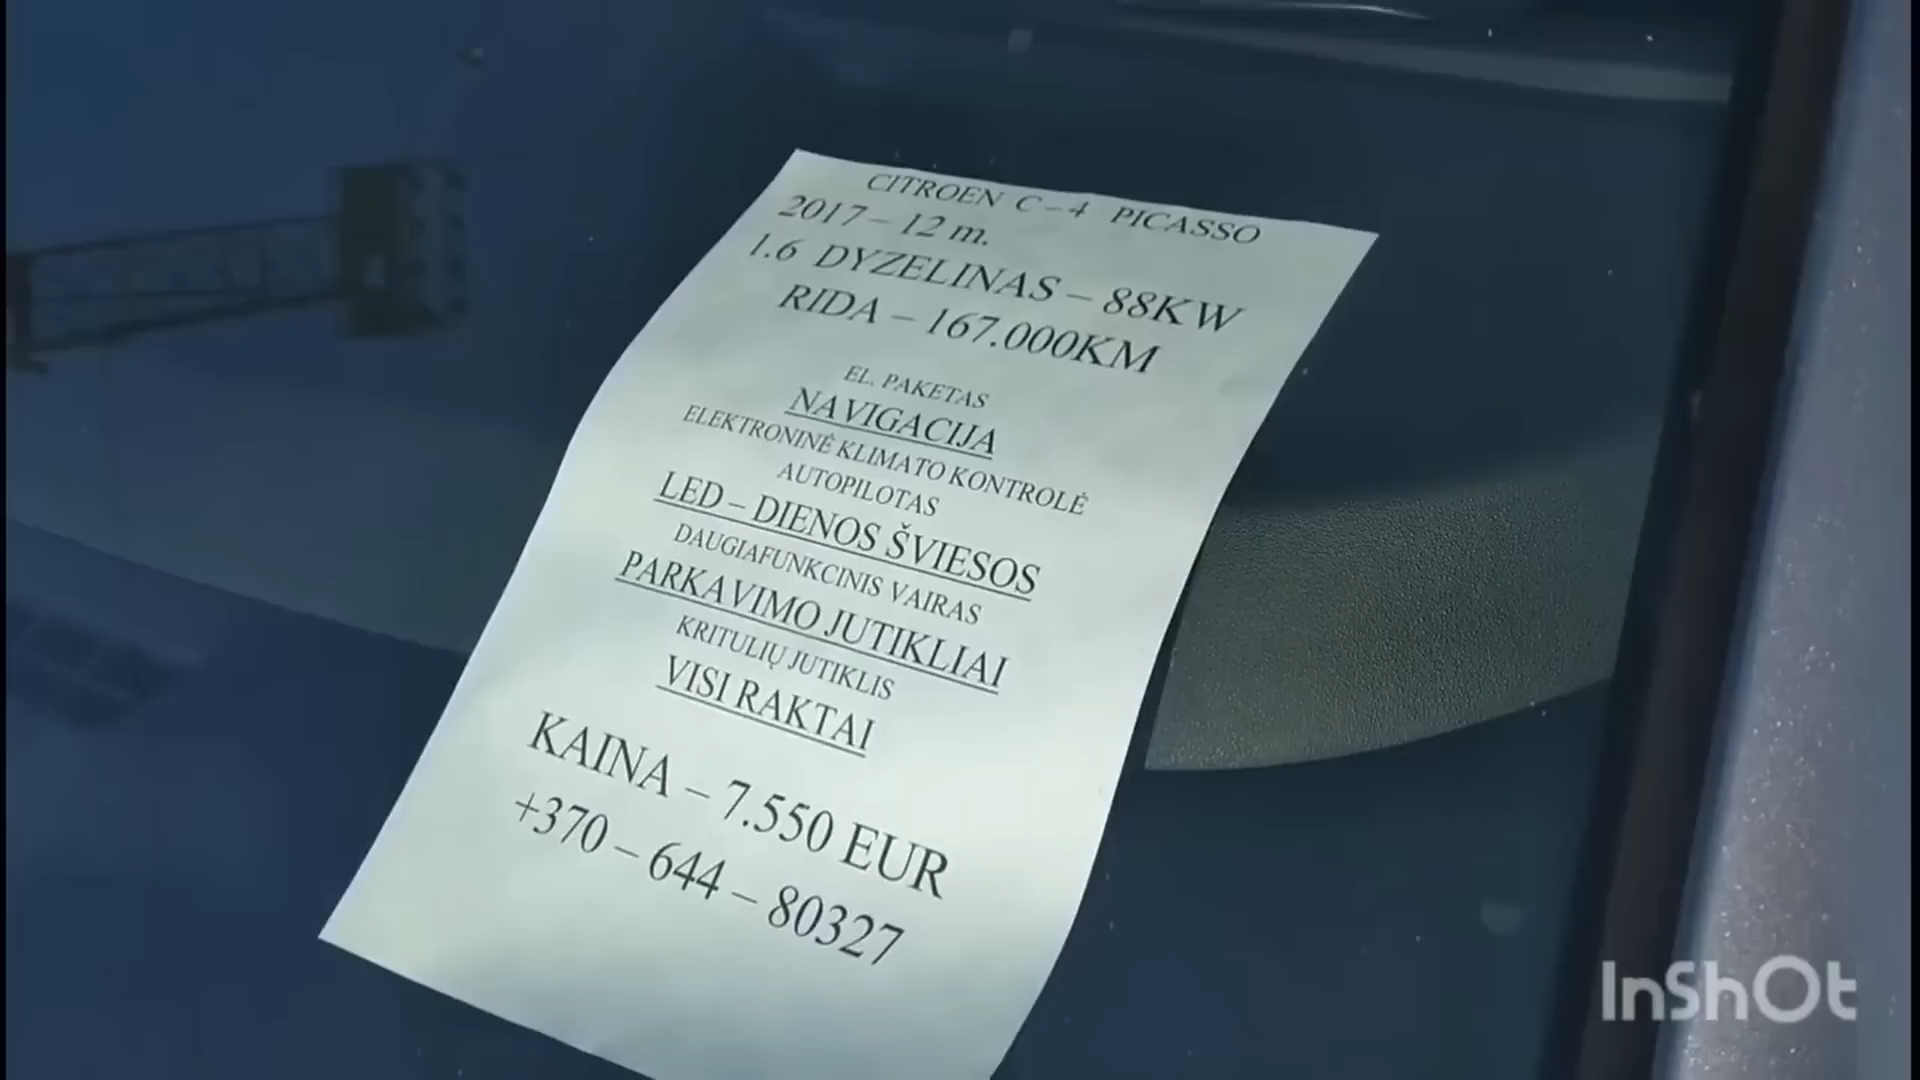 CITROEN C-4 PICASSO
2017 – 12 m.
1.6 DYZELINAS – 88KW
RIDA – 167.000KM
EL. PAKETAS
NAVIGACIJA
ELEKTRONINĖ KLIMATO KONTROLĖ
AUTOPILOTAS
LED – DIENOS ŠVIESOS
DAUGIAFUNKCINIS VAIRAS
PARKAVIMO JUTIKLIAI
KRITULIŲ JUTIKLIS
VISI RAKTAI
KAINA – 7.550 EUR
+370 – 644 – 80327
InShOt